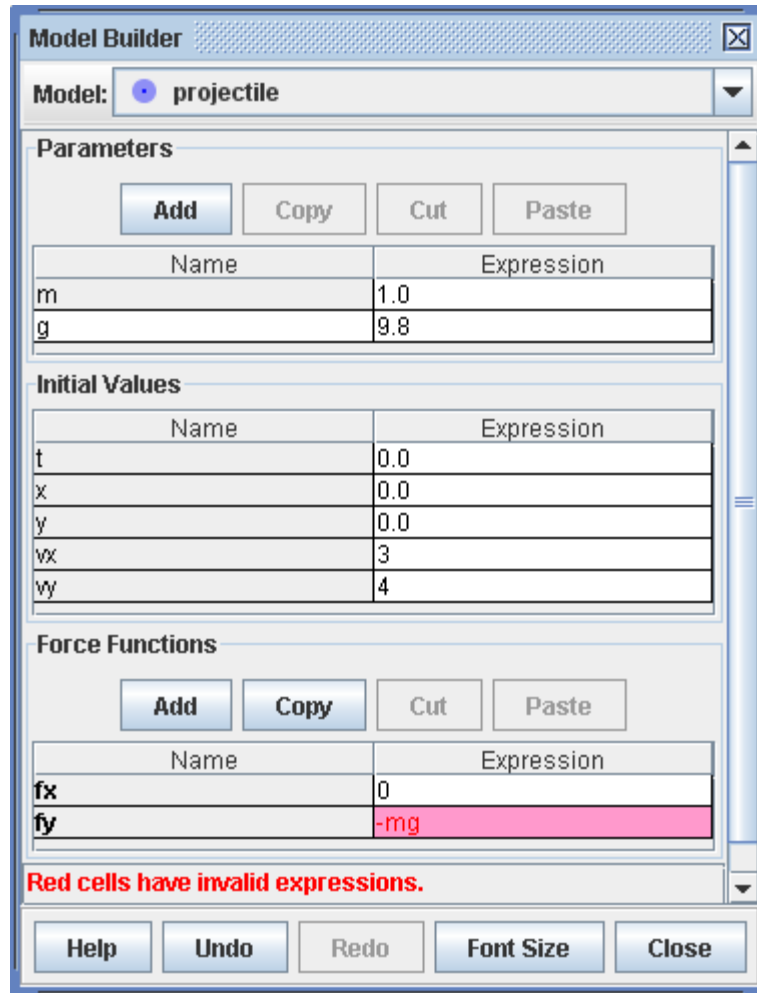 Model Builder
Model: projectile
Parameters
Add Copy Cut Paste
Name Expression
m 1.0
g 9.8
Initial Values
Name Expression
t 0.0
x 0.0
y 0.0
vx 3
vy 4
Force Functions
Add Copy Cut Paste
Name Expression
fx 0
fy -mg
Red cells have invalid expressions.
Help Undo Redo Font Size Close